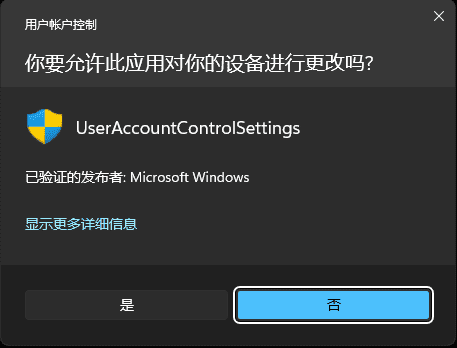 用户帐户控制
你要允许此应用对你的设备进行更改吗?
UserAccountControlSettings
已验证的发布者: Microsoft Windows
显示更多详细信息
是
否